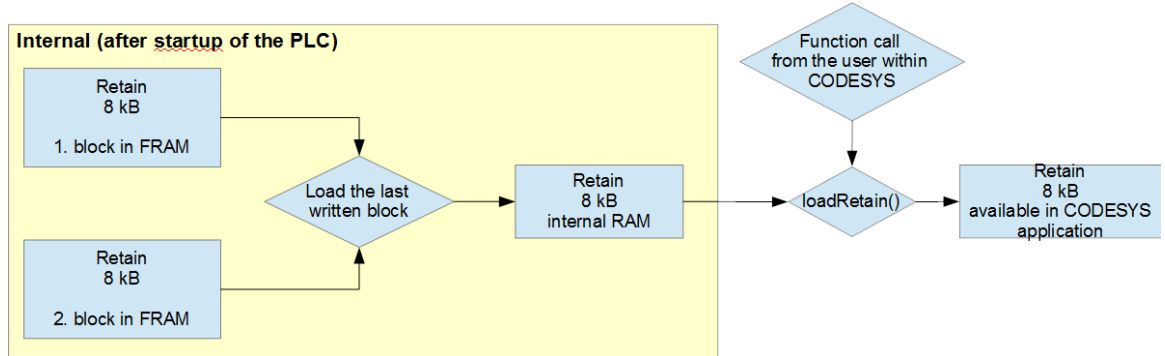 Internal (after startup of the PLC)
Retain
8 kB
1. block in FRAM
Retain
8 kB
2. block in FRAM
Load the last
written block
Retain
8 kB
internal RAM
Function call
from the user within
CODESYS
loadRetain()
Retain
8 kB
available in CODESYS
application